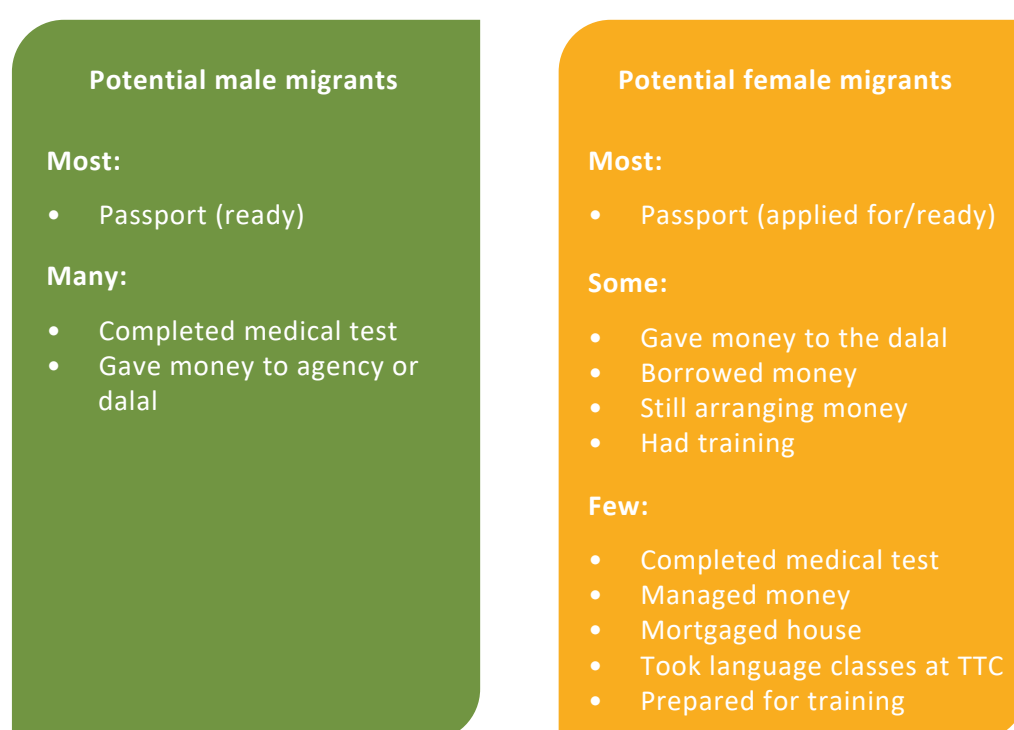 Potential male migrants
Most:
• Passport (ready)
Many:
• Completed medical test
• Gave money to agency or
dalal
Potential female migrants
Most:
• Passport (applied for/ready)
Some:
• Gave money to the dalal
• Borrowed money
• Still arranging money
• Had training
Few:
• Completed medical test
• Managed money
• Mortgaged house
• Took language classes at TTC
• Prepared for training